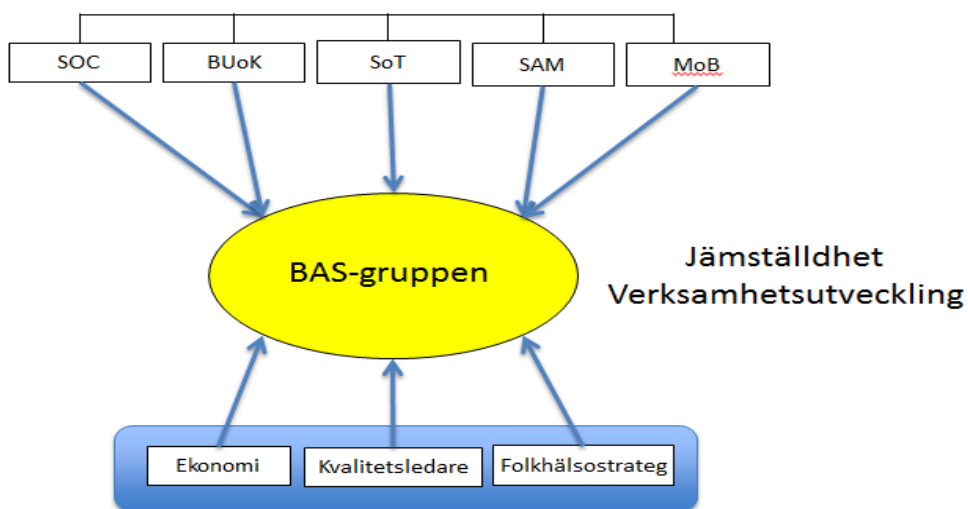 SOC
BUoK
SoT
SAM
MoB
BAS-gruppen
Jämställdhet
Verksamhetsutveckling
Ekonomi
Kvalitetsledare
Folkhälsostrateg